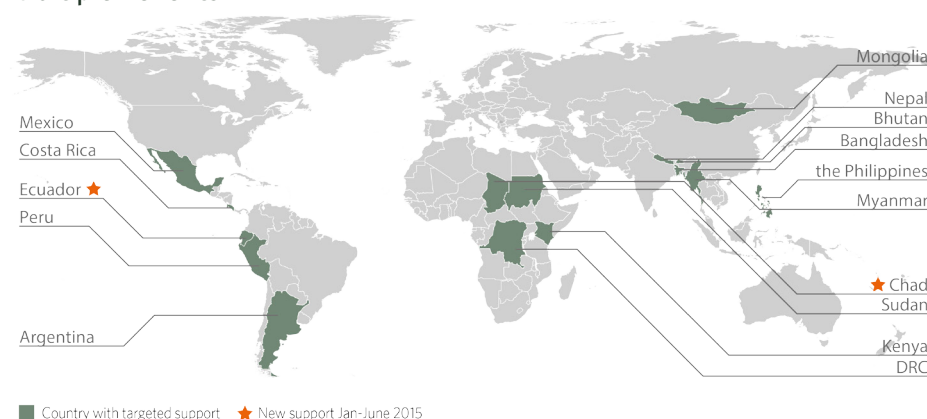 Mexico
Costa Rica
Ecuador
Peru
Argentina
Mongolia
Nepal
Bhutan
Bangladesh
the Philippines
Myanmar
Chad
Sudan
Kenya
DRC
Country with targeted support
New support Jan-June 2015